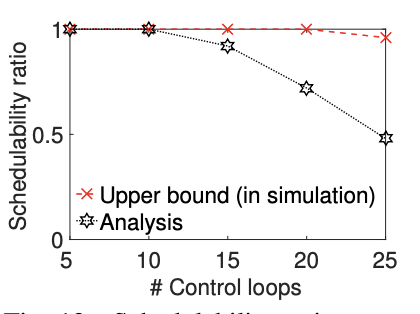 1
0.5
0
Schedulability ratio
Upper bound (in simulation)
Analysis
5 10 15 20 25
# Control loops